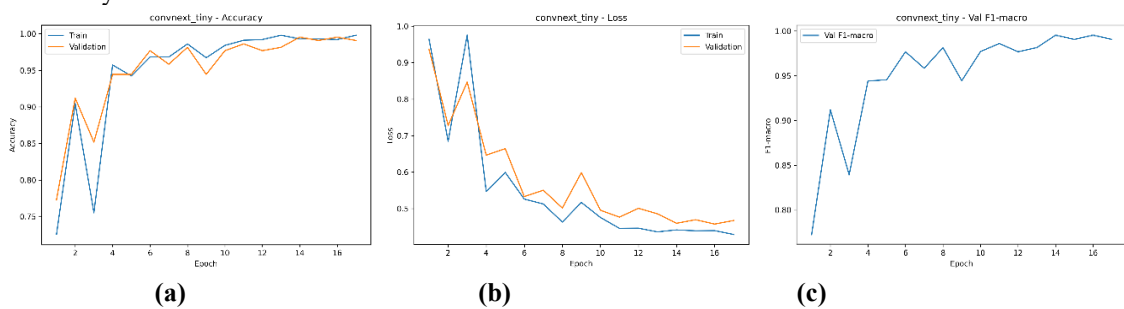 convnext_tiny - Accuracy
Train
Validation
1.00
0.95
0.90
0.85
0.80
0.75
Accuracy
2 4 6 8 10 12 14 16
Epoch
(a)
convnext_tiny - Loss
Train
Validation
1.0
0.9
0.8
0.7
0.6
0.5
Loss
2 4 6 8 10 12 14 16
Epoch
(b)
convnext_tiny - Val F1-macro
Val F1-macro
1.00
0.95
0.90
0.85
0.80
F1-macro
2 4 6 8 10 12 14 16
Epoch
(c)